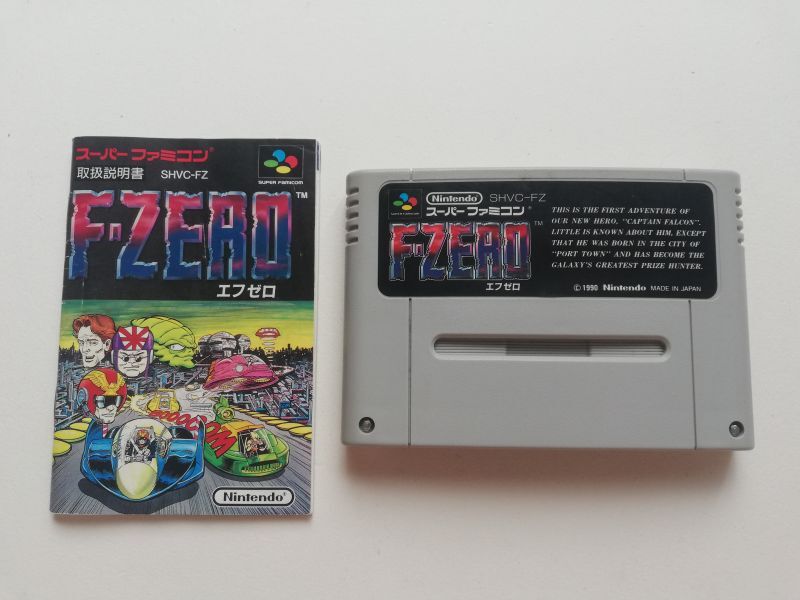 スーパーファミコン®
取扱説明書 SHVC-FZ
SUPER FAMICOM
F-ZERO™
エフゼロ
VOOOOOM
Nintendo®
Nintendo SHVC-FZ
スーパーファミコン®
F-ZERO™
エフゼロ
THIS IS THE FIRST ADVENTURE OF
OUR NEW HERO, "CAPTAIN FALCON".
LITTLE IS KNOWN ABOUT HIM, EXCEPT
THAT HE WAS BORN IN THE CITY OF
"PORT TOWN" AND HAS BECOME THE
GALAXY'S GREATEST PRIZE HUNTER.
© 1990 Nintendo MADE IN JAPAN